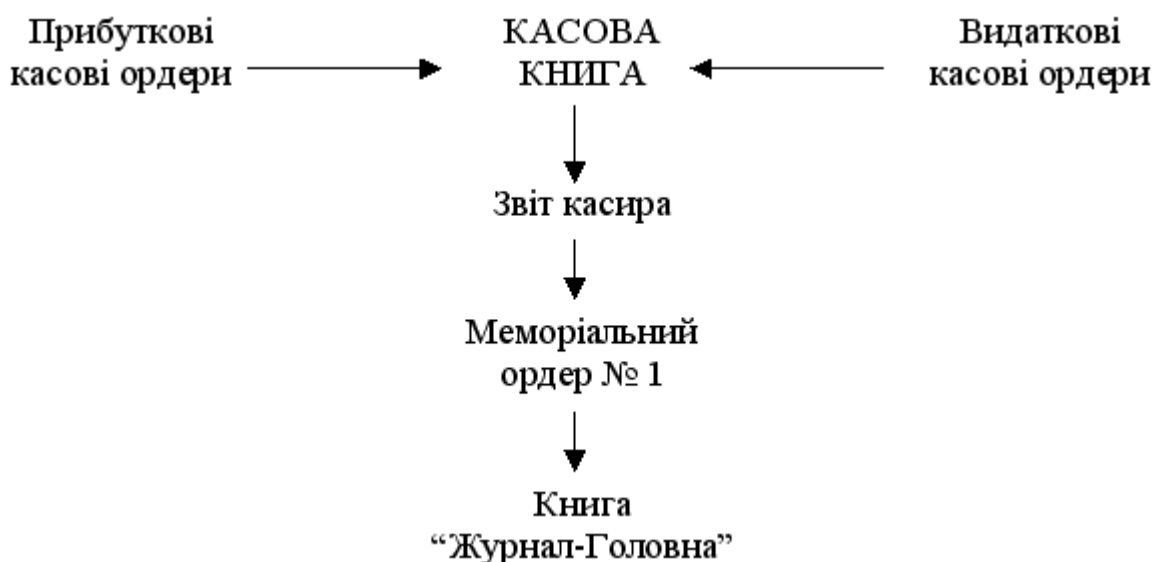 Прибуткові
касові ордери
КАСОВА
КНИГА
Видаткові
касові ордери
Звіт касира
Меморіальний
ордер № 1
Книга
“Журнал-Головна”